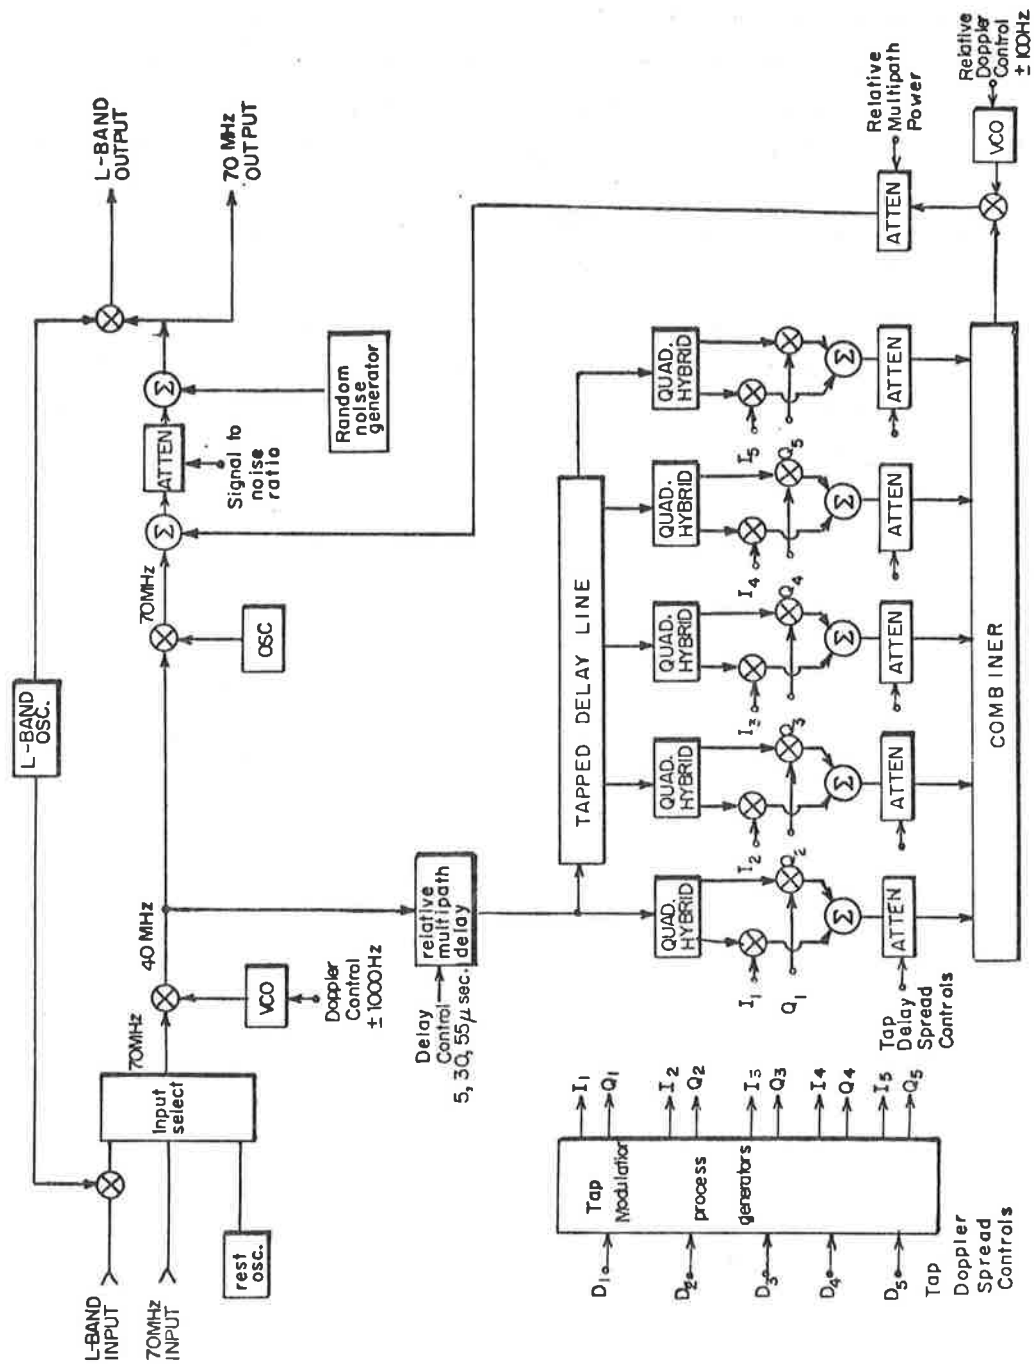 L-BAND
INPUT
70MHz
INPUT
rest
osc.
Input
select
70MHz
VCO
Doppler
Control
± 1000Hz
40 MHz
L-BAND
OSC.
OSC
70MHz
Σ
ATTEN
Signal to
noise
ratio
Σ
Random
noise
generator
L-BAND
OUTPUT
70 MHz
OUTPUT
Delay
Control
5, 30, 55 μ sec.
relative
multipath
delay
TAPPED DELAY LINE
QUAD.
HYBRID
QUAD.
HYBRID
QUAD.
HYBRID
QUAD.
HYBRID
QUAD.
HYBRID
I1
Q1
I2
Q2
I3
Q3
I4
Q4
I5
Q5
Σ
Σ
Σ
Σ
Σ
Tap
Delay
Spread
Controls
ATTEN
ATTEN
ATTEN
ATTEN
ATTEN
COMBINER
Relative
Multipath
Power
ATTEN
VCO
Relative
Doppler
Control
± 100Hz
D1
D2
D3
D4
D5
Tap
Doppler
Spread
Controls
Tap
Modulation
process
generators
I1
Q1
I2
Q2
I3
Q3
I4
Q4
I5
Q5